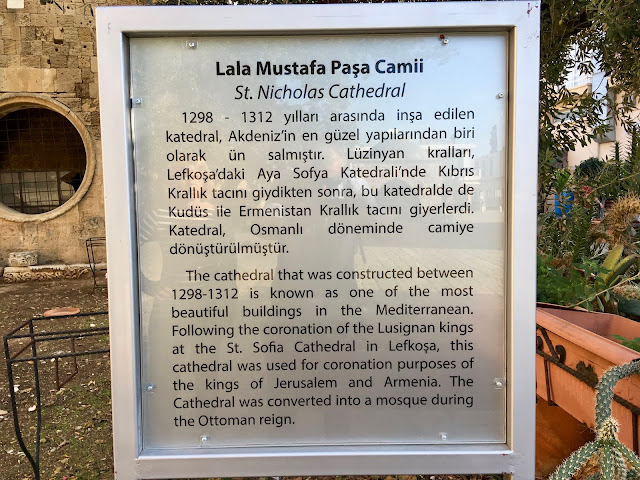 Lala Mustafa Paşa Camii
St. Nicholas Cathedral
1298 - 1312 yılları arasında inşa edilen
katedral, Akdeniz'in en güzel yapılarından biri
olarak ün salmıştır. Lüzinyan kralları,
Lefkoşa'daki Aya Sofya Katedrali'nde Kıbrıs
Krallık tacını giydikten sonra, bu katedralde de
Kudüs ile Ermenistan Krallık tacını giyerlerdi.
Katedral, Osmanlı döneminde camiye
dönüştürülmüştür.
The cathedral that was constructed between
1298-1312 is known as one of the most
beautiful buildings in the Mediterranean.
Following the coronation of the Lusignan kings
at the St. Sofia Cathedral in Lefkoşa, this
cathedral was used for coronation purposes of
the kings of Jerusalem and Armenia. The
Cathedral was converted into a mosque during
the Ottoman reign.